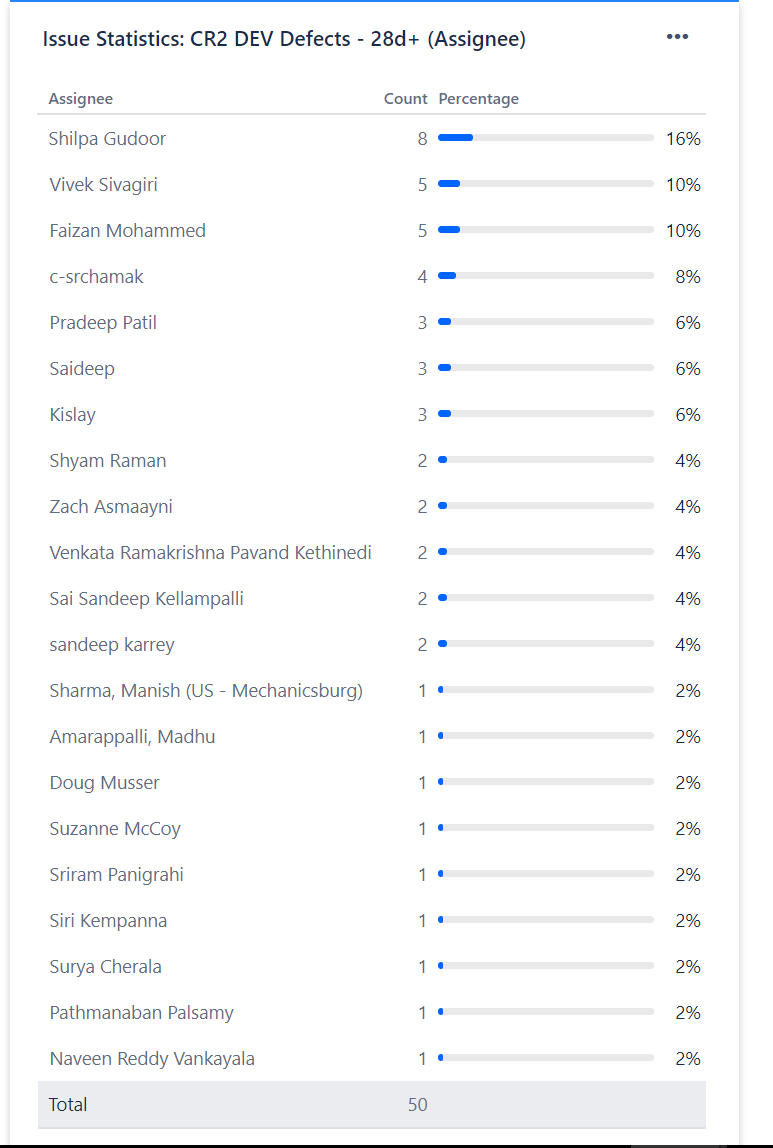 Issue Statistics: CR2 DEV Defects - 28d+ (Assignee)
Assignee Count Percentage
Shilpa Gudoor 8 16%
Vivek Sivagiri 5 10%
Faizan Mohammed 5 10%
c-srchamak 4 8%
Pradeep Patil 3 6%
Saideep 3 6%
Kislay 3 6%
Shyam Raman 2 4%
Zach Asmaayni 2 4%
Venkata Ramakrishna Pavand Kethinedi 2 4%
Sai Sandeep Kellampalli 2 4%
sandeep karrey 2 4%
Sharma, Manish (US - Mechanicsburg) 1 2%
Amarappalli, Madhu 1 2%
Doug Musser 1 2%
Suzanne McCoy 1 2%
Sriram Panigrahi 1 2%
Siri Kempanna 1 2%
Surya Cherala 1 2%
Pathmanaban Palsamy 1 2%
Naveen Reddy Vankayala 1 2%
Total 50